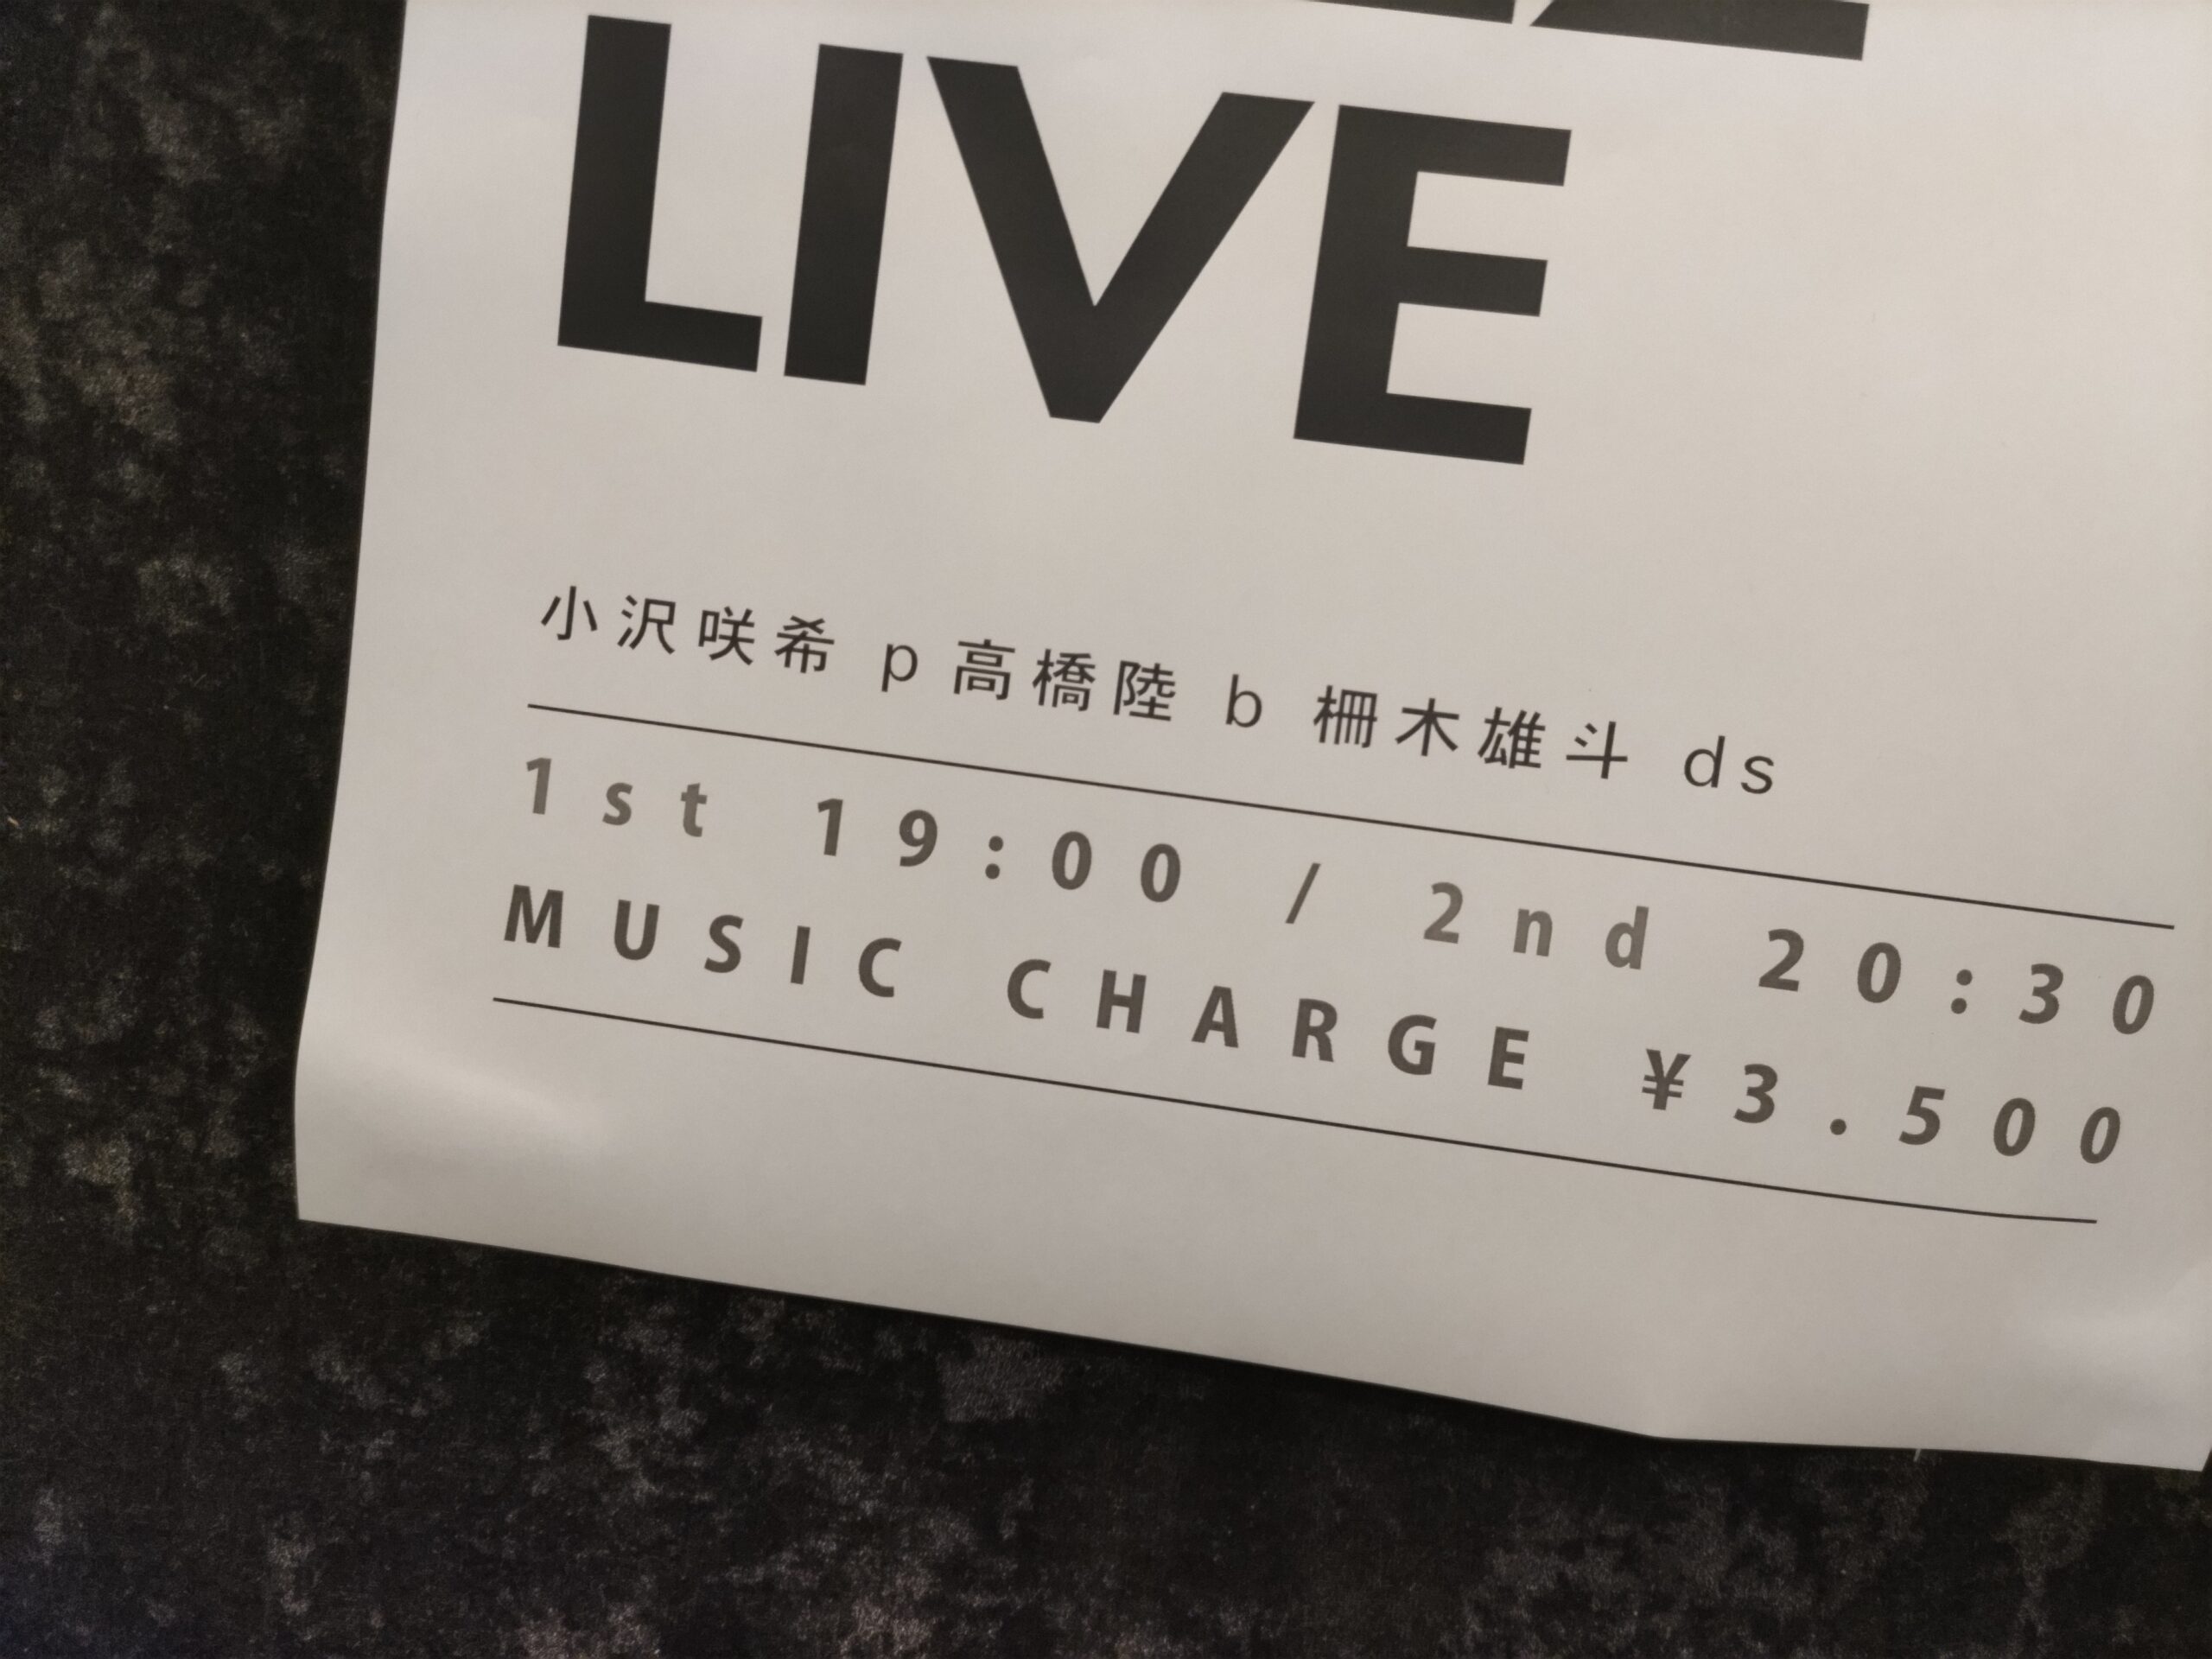 LIVE
小沢咲希 p 高橋陸 b 柵木雄斗 ds
1st 19:00 / 2nd 20:30
MUSIC CHARGE ¥3.500